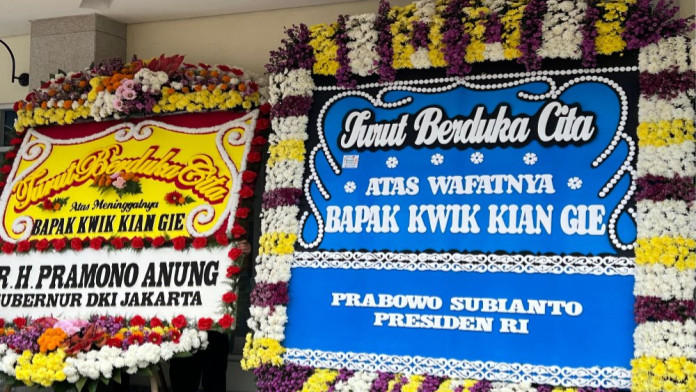 Turut Berduka Cita
Atas Meninggalnya
BAPAK KWIK KIAN GIE
R. H. PRAMONO ANUNG
GUBERNUR DKI JAKARTA
Turut Berduka Cita
ATAS WAFATNYA
BAPAK KWIK KIAN GIE
PRABOWO SUBIANTO
PRESIDEN RI